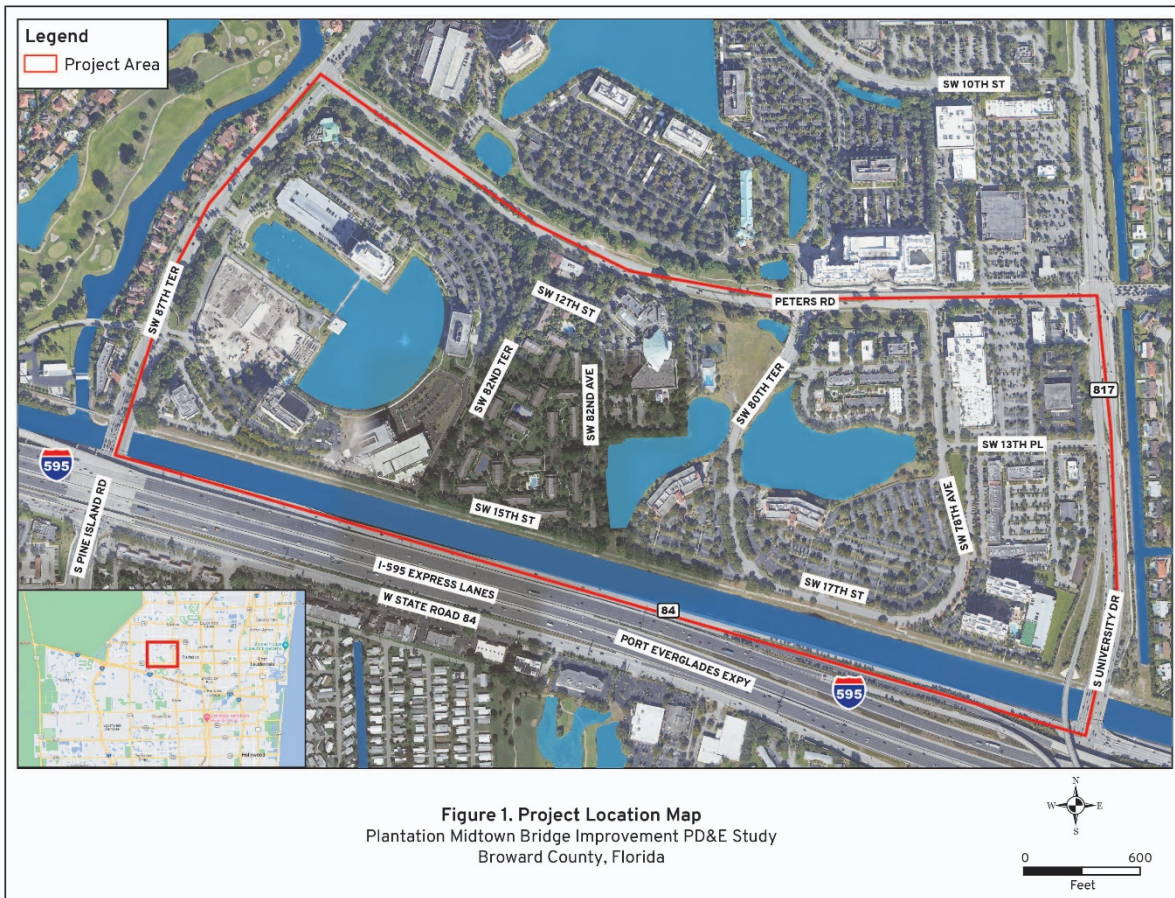 Legend
Project Area
SW 10TH ST
SW 87TH TER
SW 12TH ST
PETERS RD
SW 82ND TER
SW 82ND AVE
SW 80TH TER
817
SW 13TH PL
595
S PINE ISLAND RD
SW 15TH ST
SW 78TH AVE
SW 17TH ST
I-595 EXPRESS LANES
84
W STATE ROAD 84
PORT EVERGLADES EXPY
595
S UNIVERSITY DR
Hollywood
Figure 1. Project Location Map
Plantation Midtown Bridge Improvement PD&E Study
Broward County, Florida
N
W E
S
0 600
Feet